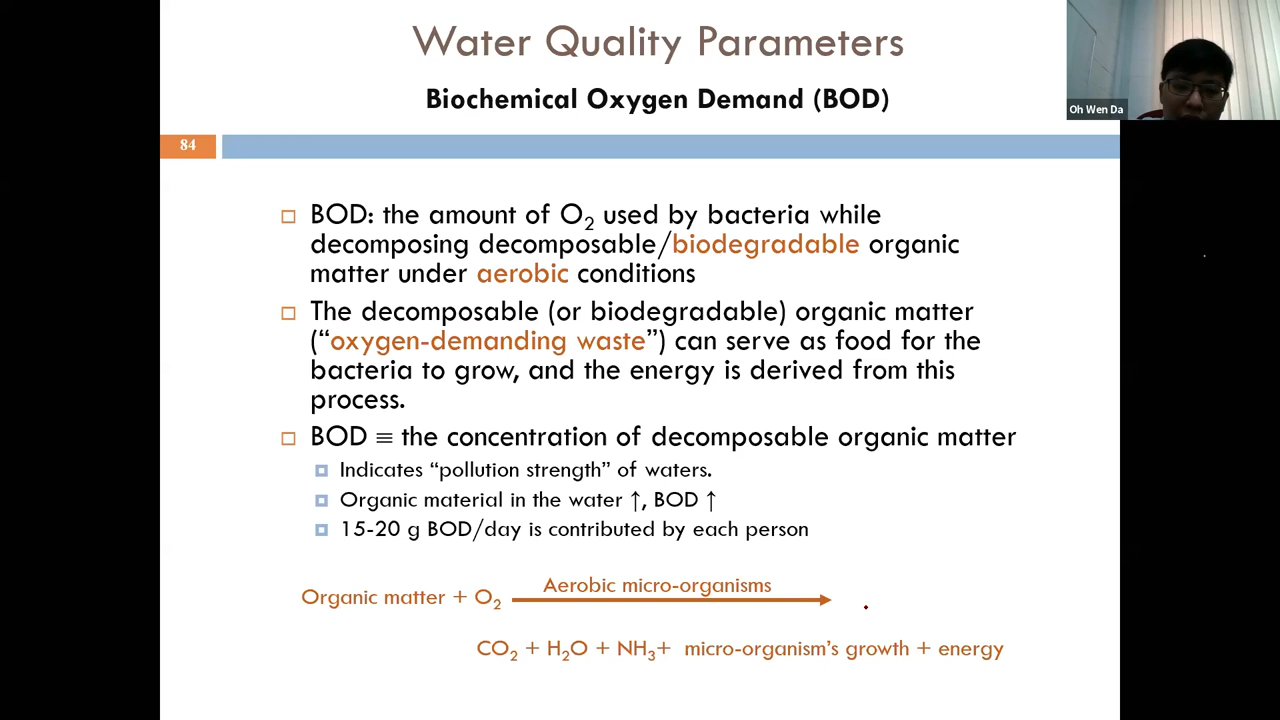 Water Quality Parameters
Biochemical Oxygen Demand (BOD)
Oh Wen Da
84
BOD: the amount of O₂ used by bacteria while
decomposing decomposable/biodegradable organic
matter under aerobic conditions
The decomposable (or biodegradable) organic matter
(“oxygen-demanding waste”) can serve as food for the
bacteria to grow, and the energy is derived from this
process.
BOD ≡ the concentration of decomposable organic matter
Indicates “pollution strength” of waters.
Organic material in the water ↑, BOD ↑
15-20 g BOD/day is contributed by each person
Aerobic micro-organisms
Organic matter + O₂
CO₂ + H₂O + NH₃+ micro-organism’s growth + energy